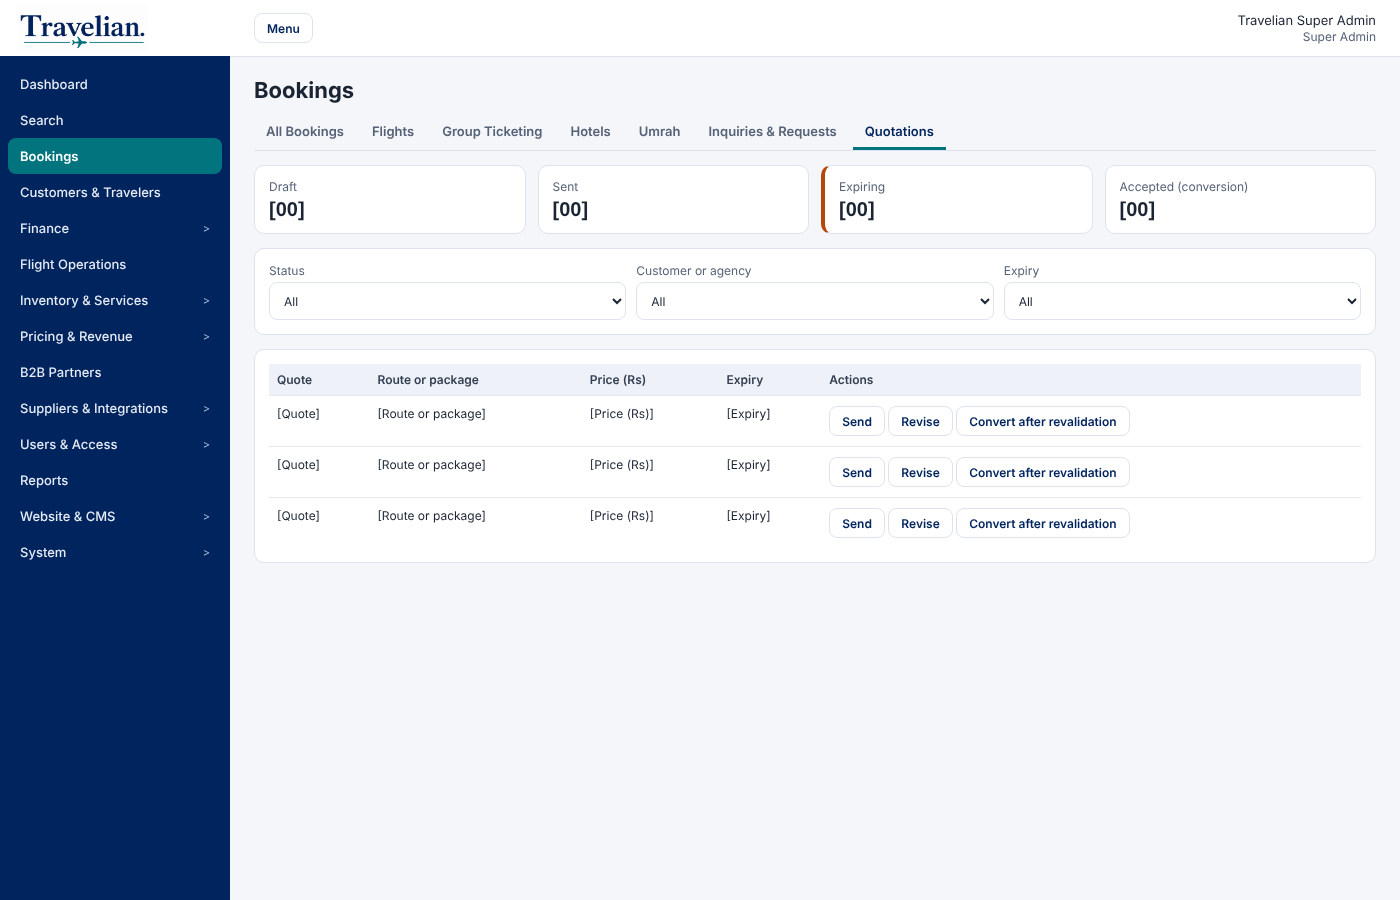 Travelian.
Menu
Travelian Super Admin
Super Admin
Dashboard
Search
Bookings
Customers & Travelers
Finance >
Flight Operations
Inventory & Services >
Pricing & Revenue >
B2B Partners
Suppliers & Integrations >
Users & Access >
Reports
Website & CMS >
System >
Bookings
All Bookings Flights Group Ticketing Hotels Umrah Inquiries & Requests Quotations
Draft
[00]
Sent
[00]
Expiring
[00]
Accepted (conversion)
[00]
Status
All
Customer or agency
All
Expiry
All
Quote Route or package Price (Rs) Expiry Actions
[Quote] [Route or package] [Price (Rs)] [Expiry] Send Revise Convert after revalidation
[Quote] [Route or package] [Price (Rs)] [Expiry] Send Revise Convert after revalidation
[Quote] [Route or package] [Price (Rs)] [Expiry] Send Revise Convert after revalidation